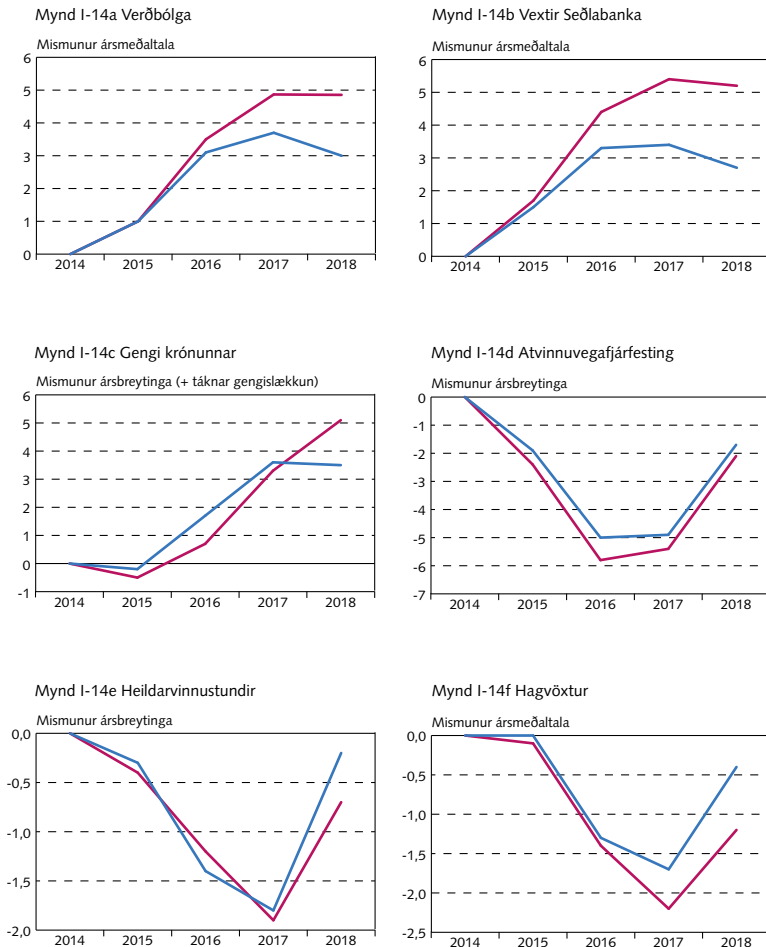 Mynd I-14a Verðbólga
Mismunur ársmeðaltala
6
5
4
3
2
1
0
2014 2015 2016 2017 2018
Mynd I-14b Vextir Seðlabanka
Mismunur ársmeðaltala
6
5
4
3
2
1
0
2014 2015 2016 2017 2018
Mynd I-14c Gengi krónunnar
Mismunur ársbreytinga (+ táknar gengislækkun)
6
5
4
3
2
1
0
-1
2014 2015 2016 2017 2018
Mynd I-14d Atvinnuvegafjárfesting
Mismunur ársbreytinga
0
-1
-2
-3
-4
-5
-6
-7
2014 2015 2016 2017 2018
Mynd I-14e Heildarvinnustundir
Mismunur ársbreytinga
0,0
-0,5
-1,0
-1,5
-2,0
2014 2015 2016 2017 2018
Mynd I-14f Hagvöxtur
Mismunur ársmeðaltala
0,0
-0,5
-1,0
-1,5
-2,0
-2,5
2014 2015 2016 2017 2018